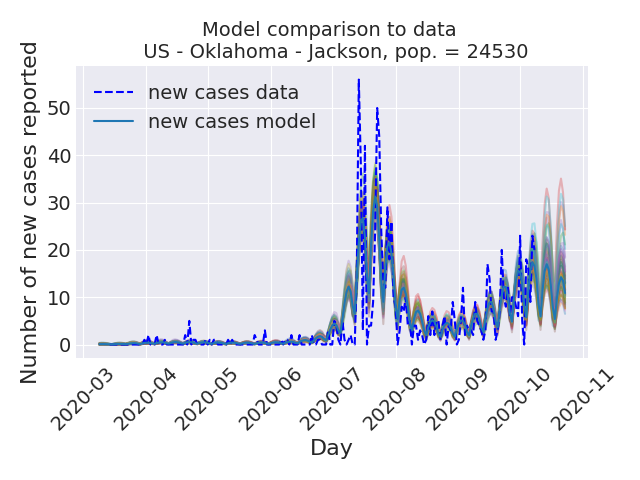 Model comparison to data
US - Oklahoma - Jackson, pop. = 24530
new cases data
new cases model
Number of new cases reported
50
40
30
20
10
0
2020-03
2020-04
2020-05
2020-06
2020-07
2020-08
2020-09
2020-10
2020-11
Day